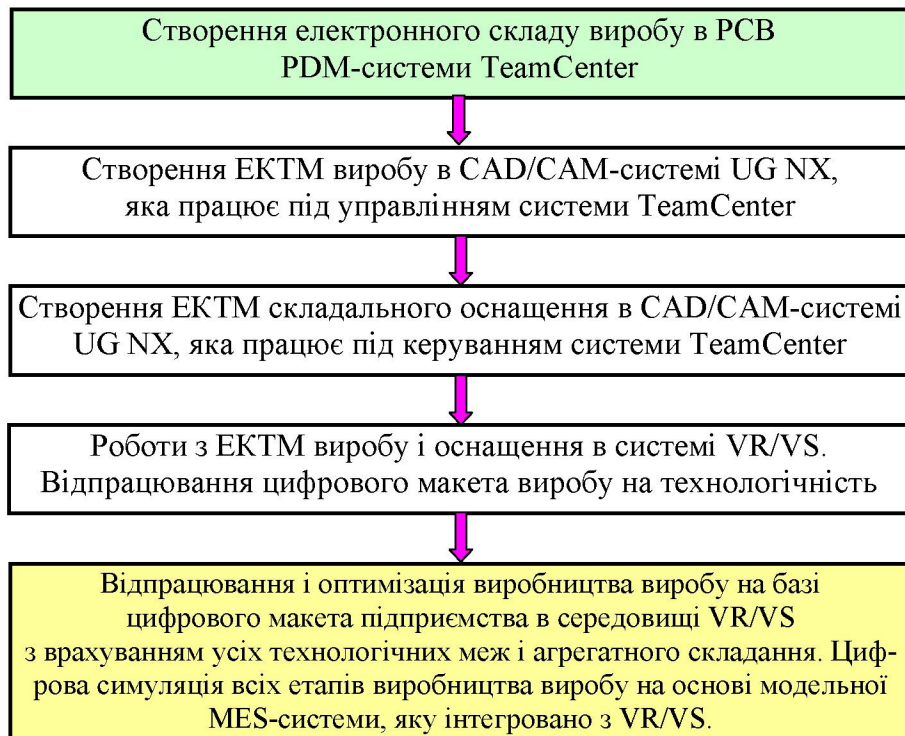 Створення електронного складу виробу в РСВ
PDM-системи TeamCenter
Створення ЕКТМ виробу в CAD/CAM-системі UG NX,
яка працює під управлінням системи TeamCenter
Створення ЕКТМ складального оснащення в CAD/CAM-системі
UG NX, яка працює під керуванням системи TeamCenter
Роботи з ЕКТМ виробу і оснащення в системі VR/VS.
Відпрацювання цифрового макета виробу на технологічність
Відпрацювання і оптимізація виробництва виробу на базі
цифрового макета підприємства в середовищі VR/VS
з врахуванням усіх технологічних меж і агрегатного складання. Циф-
рова симуляція всіх етапів виробництва виробу на основі модельної
MES-системи, яку інтегровано з VR/VS.